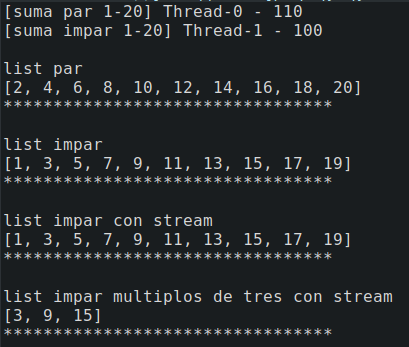 [suma par 1-20] Thread-0 - 110
[suma impar 1-20] Thread-1 - 100
list par
[2, 4, 6, 8, 10, 12, 14, 16, 18, 20]
*********************************
list impar
[1, 3, 5, 7, 9, 11, 13, 15, 17, 19]
*********************************
list impar con stream
[1, 3, 5, 7, 9, 11, 13, 15, 17, 19]
*********************************
list impar multiplos de tres con stream
[3, 9, 15]
*********************************